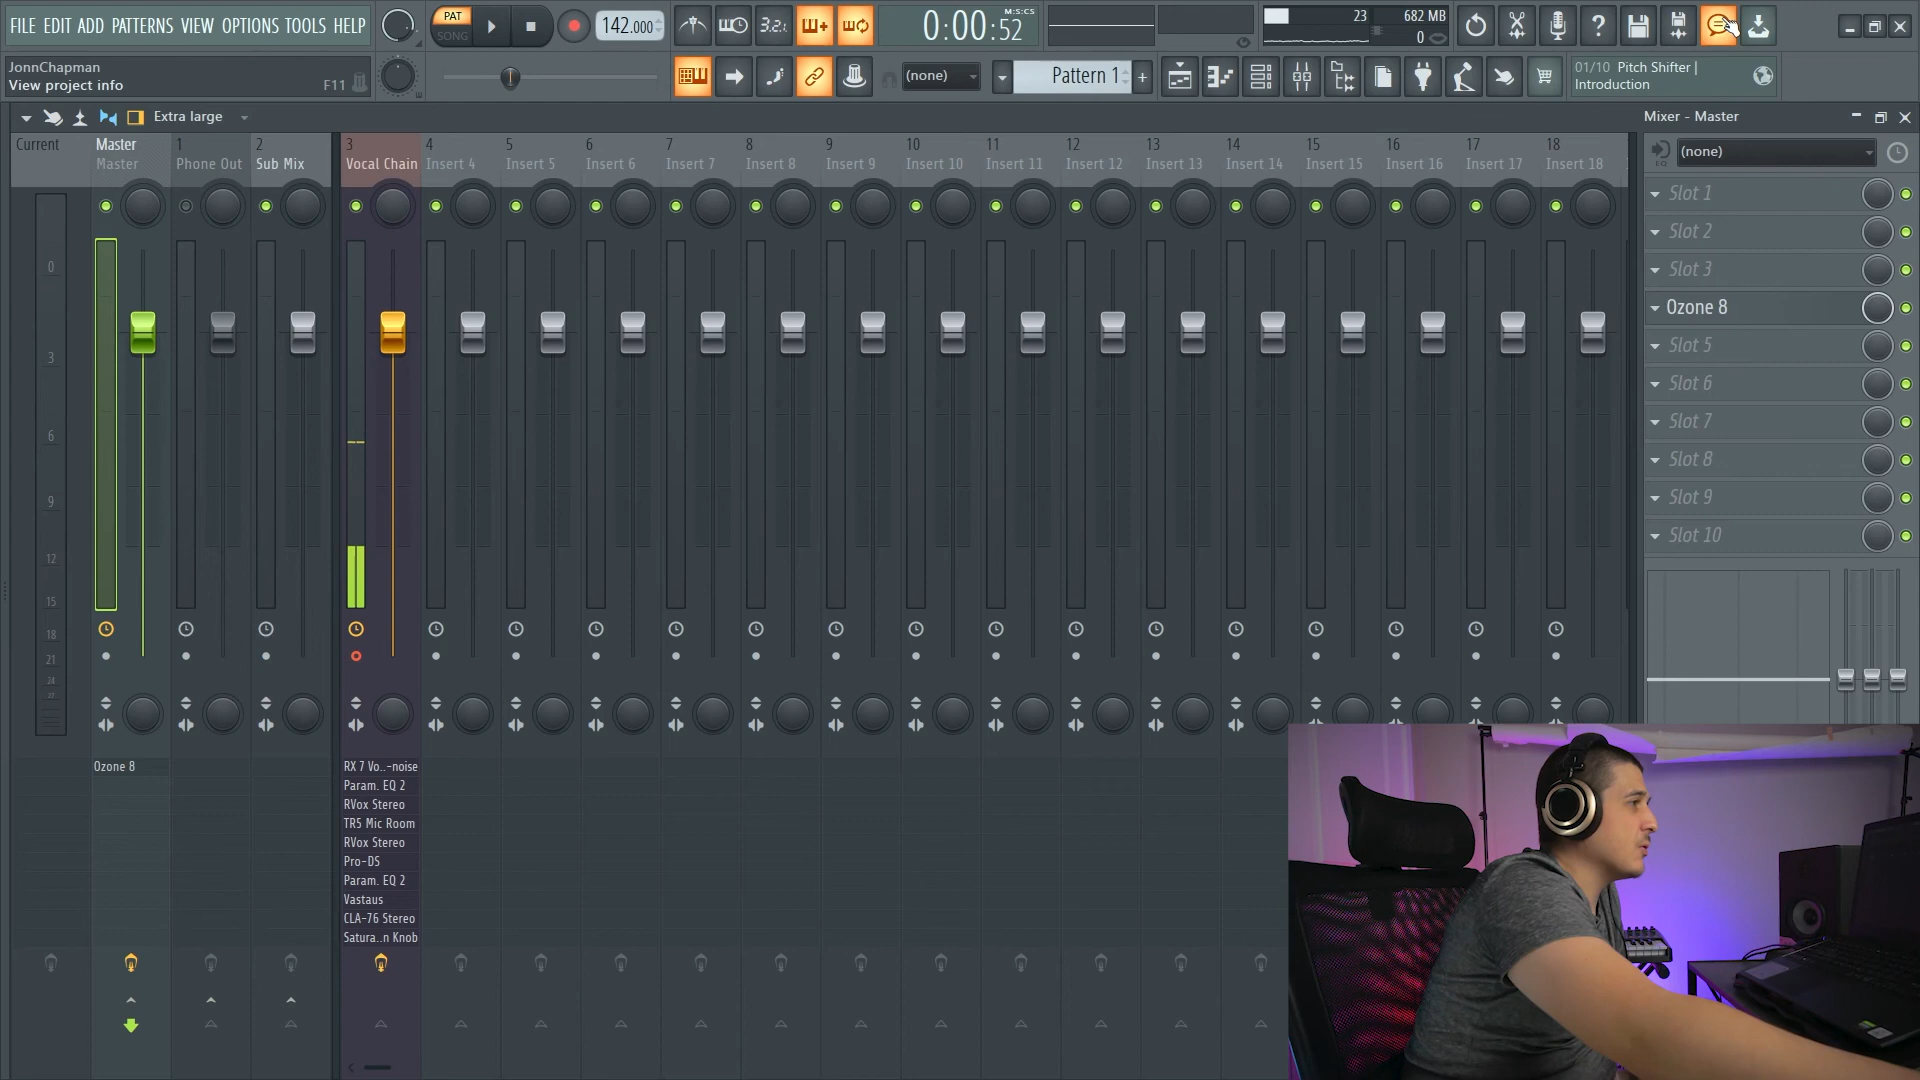 FILE EDIT ADD PATTERNS VIEW OPTIONS TOOLS HELP
PAT
SONG
142.000
3.2.1
0:00:52
M:S:CS
23
682 MB
0
JonnChapman
View project info
F11
(none)
Pattern 1
01/10 Pitch Shifter |
Introduction
Extra large
Mixer - Master
Current
Master
Master
1
Phone Out
2
Sub Mix
3
Vocal Chain
4
Insert 4
5
Insert 5
6
Insert 6
7
Insert 7
8
Insert 8
9
Insert 9
10
Insert 10
11
Insert 11
12
Insert 12
13
Insert 13
14
Insert 14
15
Insert 15
16
Insert 16
17
Insert 17
18
Insert 18
0
3
6
9
12
15
18
21
24
27
(none)
EQ
Slot 1
Slot 2
Slot 3
Ozone 8
Slot 5
Slot 6
Slot 7
Slot 8
Slot 9
Slot 10
Ozone 8
RX 7 Vo..-noise
Param. EQ 2
RVox Stereo
TR5 Mic Room
RVox Stereo
Pro-DS
Param. EQ 2
Vastaus
CLA-76 Stereo
Satura..n Knob